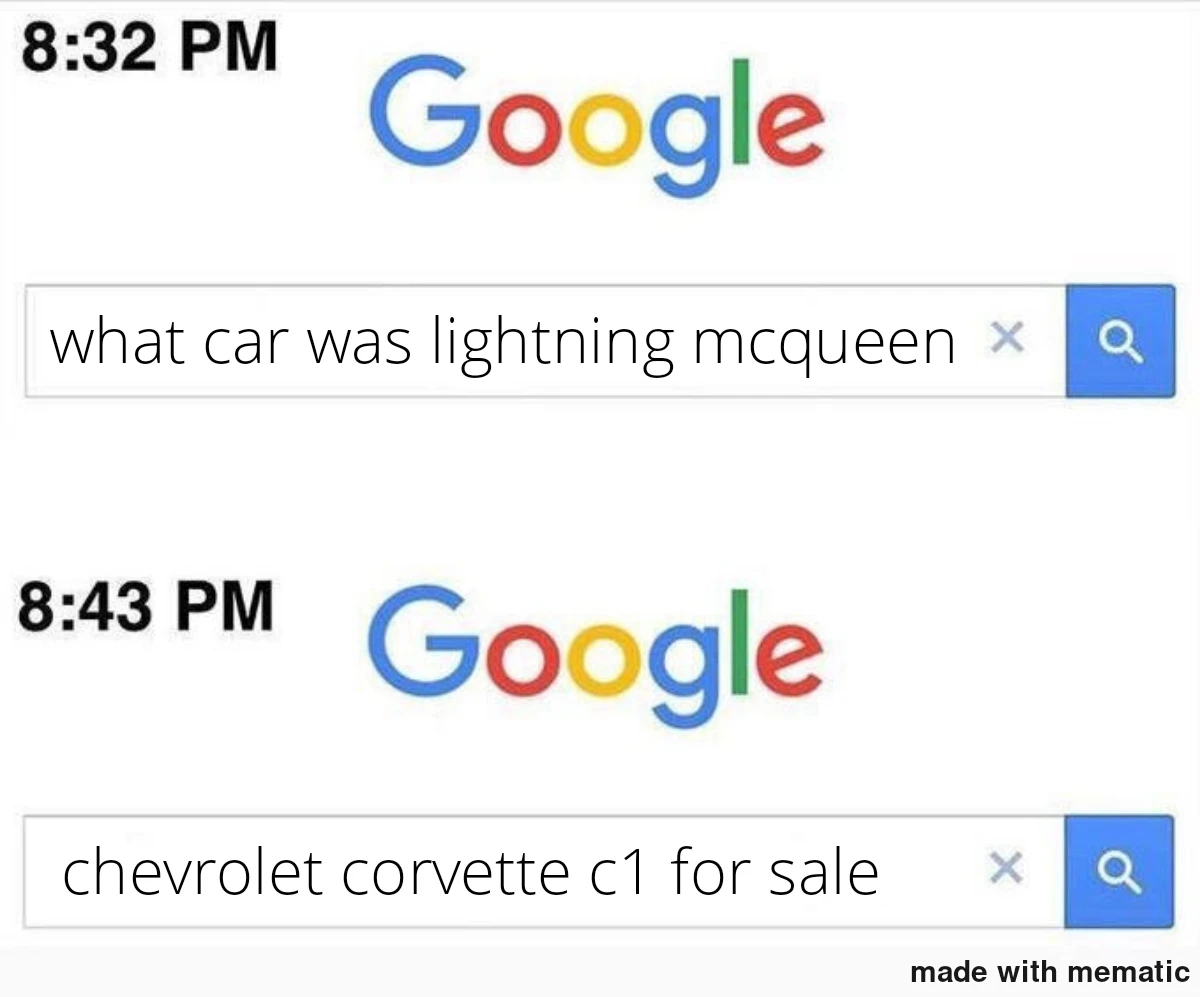 8:32 PM
Google
what car was lightning mcqueen
8:43 PM
Google
chevrolet corvette c1 for sale
made with mematic